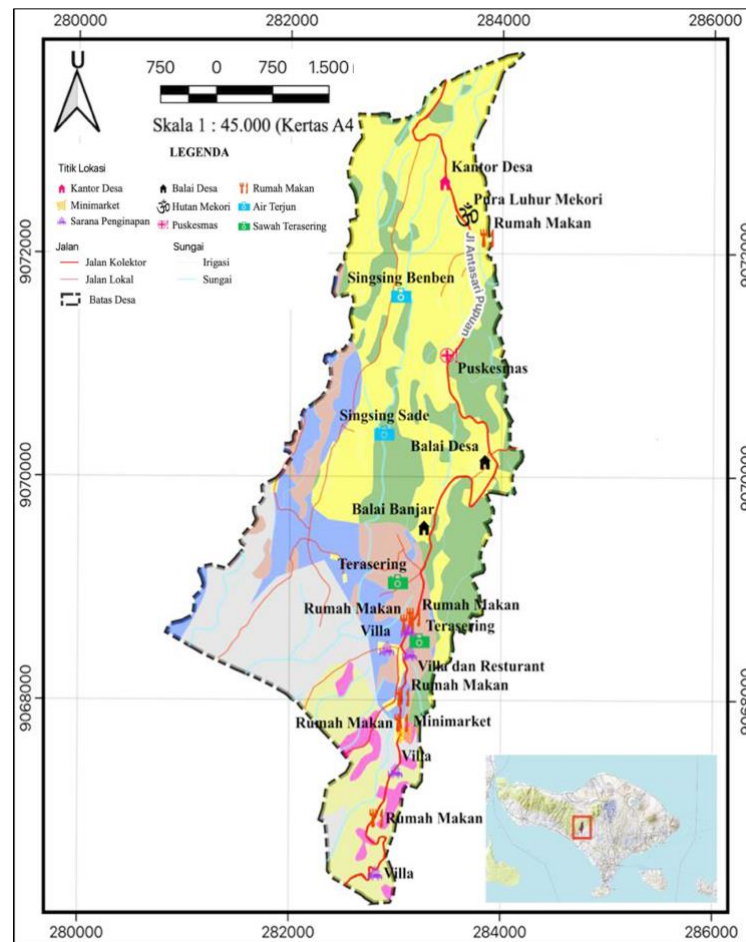 280000 282000 284000 286000
U
750 0 750 1.500
Skala 1 : 45.000 (Kertas A4
LEGENDA
Titik Lokasi
Kantor Desa
Minimarket
Sarana Penginapan
Balai Desa
Hutan Mekori
Puskesmas
Rumah Makan
Air Terjun
Sawah Terasering
Jalan
Jalan Kolektor
Jalan Lokal
Batas Desa
Sungai
Irigasi
Sungai
9072000
9070000
9068000
Kantor Desa
Pura Luhur Mekori
Rumah Makan
Jl Antasari Pupuan
Singsing Benben
Puskesmas
Singsing Sade
Balai Desa
Balai Banjar
Terasering
Rumah Makan
Rumah Makan
Villa
Terasering
Villa dan Resturant
Rumah Makan
Rumah Makan
Minimarket
Villa
Rumah Makan
Villa
9072000
9070000
9068000
280000 282000 284000 286000